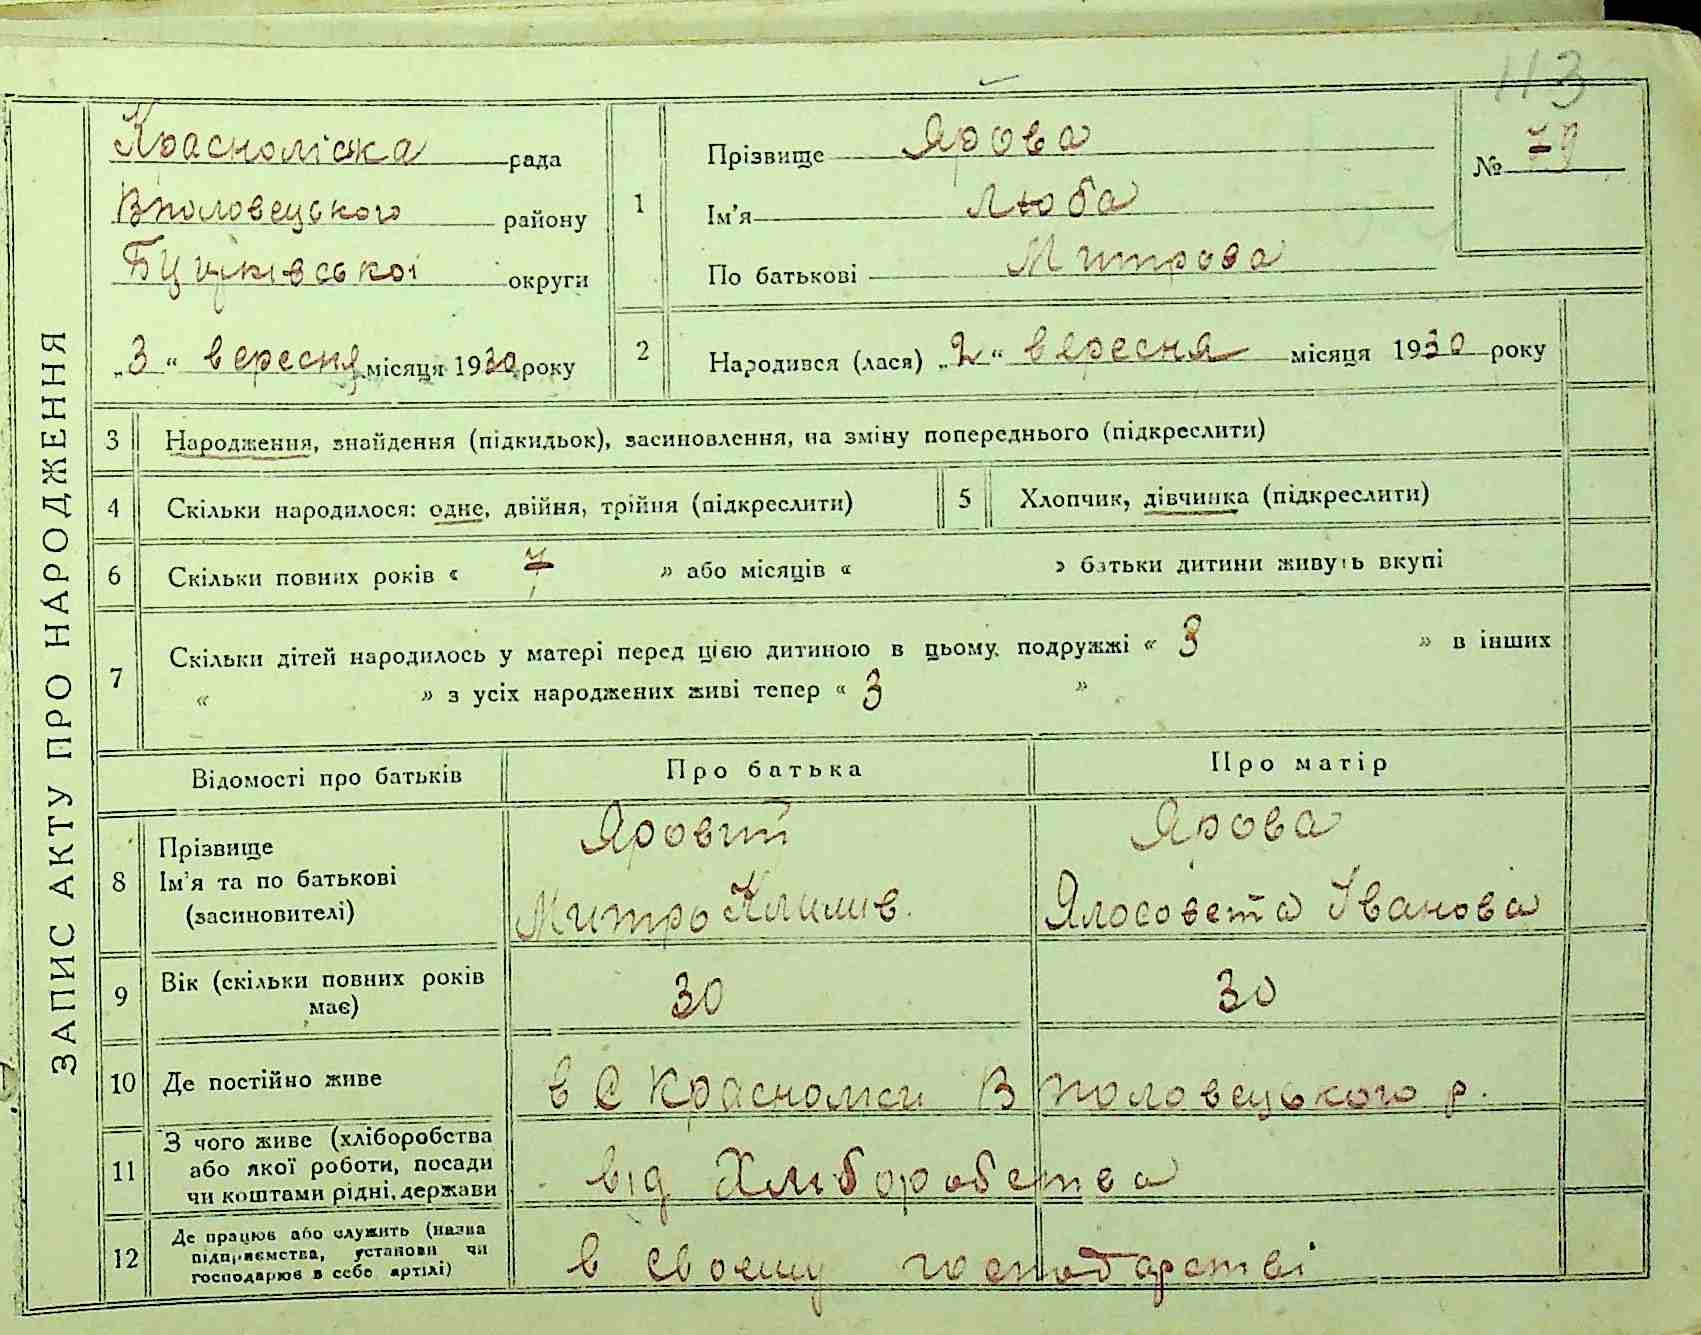 113
Красноліска рада
Вполовецького району
Буцківської округи
„3“ вересня місяця 1930 року
1 Прізвище Ярова
Ім'я Люба
По батькові Митрова
№ 79
2 Народився (лася) „2“ вересня місяця 1930 року
ЗАПИС АКТУ ПРО НАРОДЖЕННЯ
3 Народження, знайдення (підкидьок), засиновлення, на зміну попереднього (підкреслити)
4 Скільки народилося: одне, двійня, трійня (підкреслити)
5 Хлопчик, дівчинка (підкреслити)
6 Скільки повних років « 7 » або місяців « » батьки дитини живуть вкупі
7 Скільки дітей народилось у матері перед цією дитиною в цьому подружжі « 3 » в інших
« » з усіх народжених живі тепер « 3 »
Відомості про батьків Про батька Про матір
8 Прізвище Яровий Ярова
Ім'я та по батькові
(засиновителі) Митро Климив. Ялосовета Іванова
9 Вік (скільки повних років
має) 30 30
10 Де постійно живе в С Красноліси Вполовецького р.
11 З чого живе (хліборобства
або якої роботи, посади
чи коштами рідні, держави від Хліборобства
12 Де працює або служить (назва
підприємства, установи чи
господарює в себе артілі) в своєму господарстві